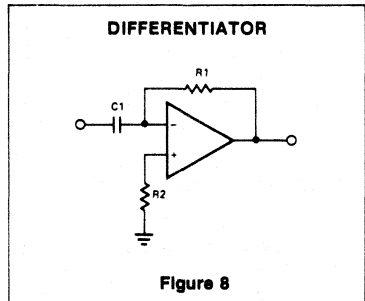 DIFFERENTIATOR
R1
C1
−
+
R2
Figure 8